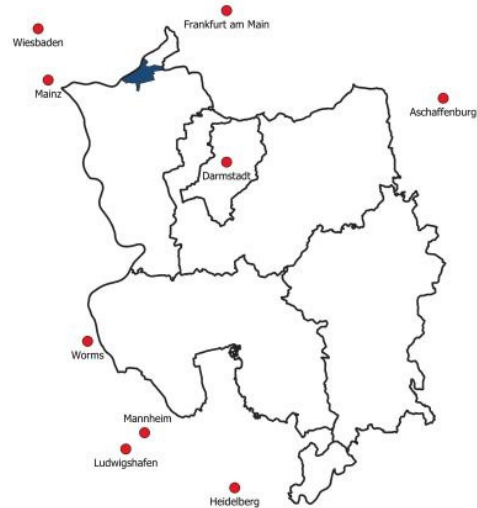 Frankfurt am Main
Wiesbaden
Mainz
Aschaffenburg
Darmstadt
Worms
Mannheim
Ludwigshafen
Heidelberg